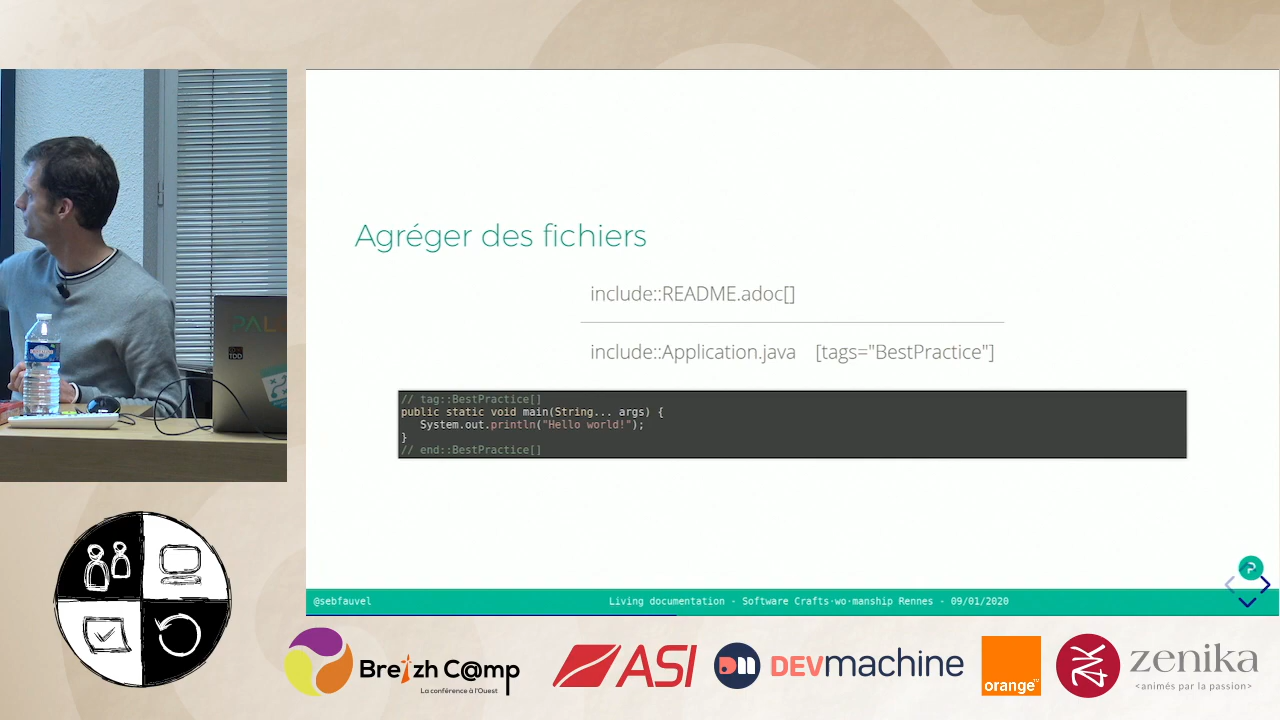 Agréger des fichiers
include::README.adoc[]
include::Application.java [tags="BestPractice"]
// tag::BestPractice[]
public static void main(String... args) {
System.out.println("Hello world!");
}
// end::BestPractice[]
TDD
@sebfauvel
Living documentation - Software Crafts·wo·manship Rennes - 09/01/2020
Breizh C@mp
La conférence à l'Ouest
ASI
DEVmachine
orange™
zenika
<animés par la passion>